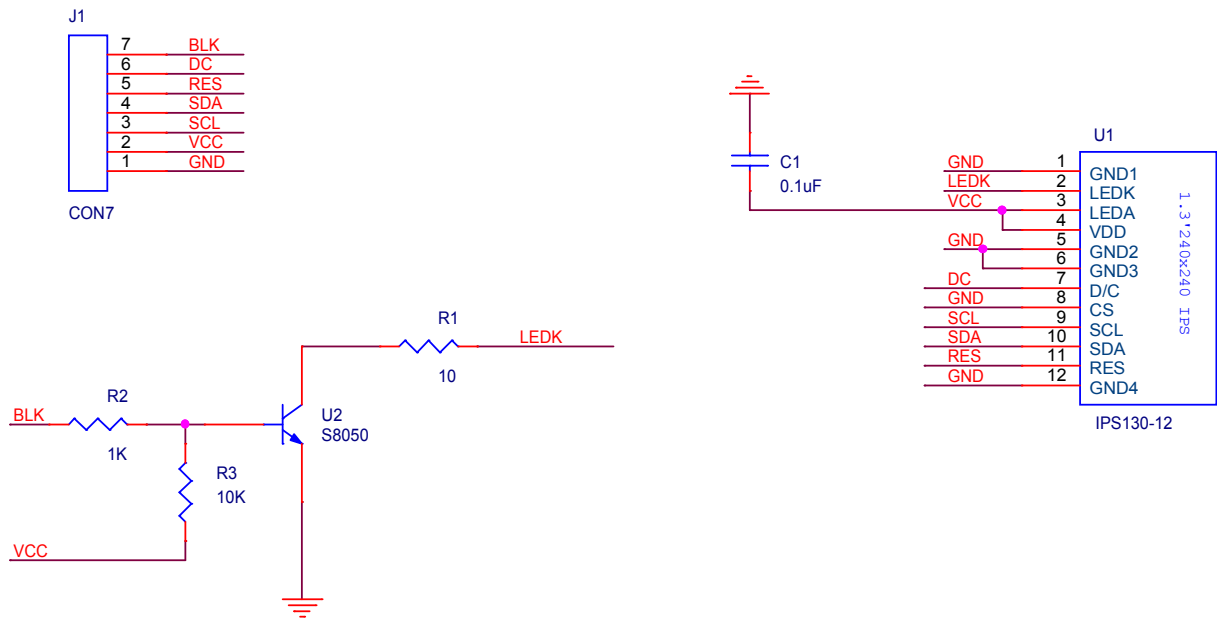 J1
7 BLK
6 DC
5 RES
4 SDA
3 SCL
2 VCC
1 GND
CON7
C1
0.1uF
U1
GND 1 GND1
LEDK 2 LEDK
VCC 3 LEDA
4 VDD
GND 5 GND2
6 GND3
DC 7 D/C
GND 8 CS
SCL 9 SCL
SDA 10 SDA
RES 11 RES
GND 12 GND4
1.3'240x240 IPS
IPS130-12
R1
LEDK
10
R2
BLK
1K
U2
S8050
R3
10K
VCC